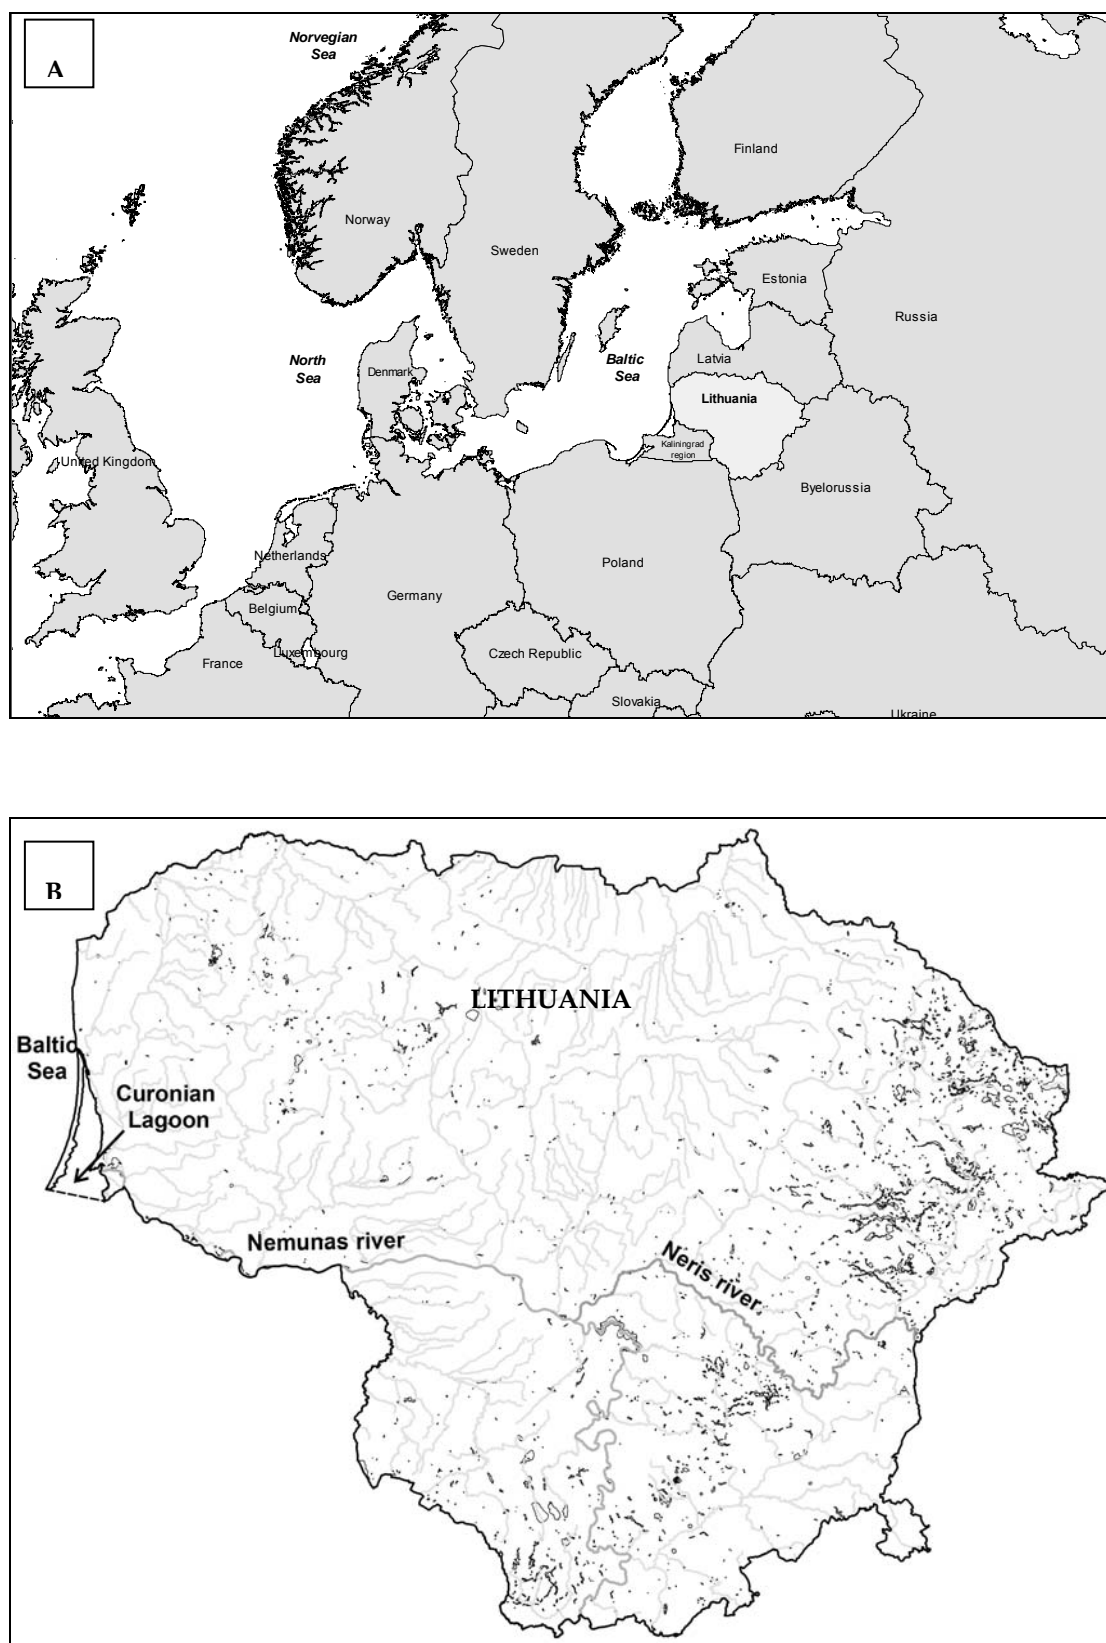 A
Norwegian
Sea
Finland
Norway
Sweden
Estonia
Russia
North
Sea
Baltic
Sea
Latvia
Denmark
Lithuania
Kaliningrad
region
United Kingdom
Byelorussia
Netherlands
Poland
Germany
Belgium
Luxembourg
Czech Republic
France
Slovakia
Ukraine
B
LITHUANIA
Baltic
Sea
Curonian
Lagoon
Nemunas river
Neris river